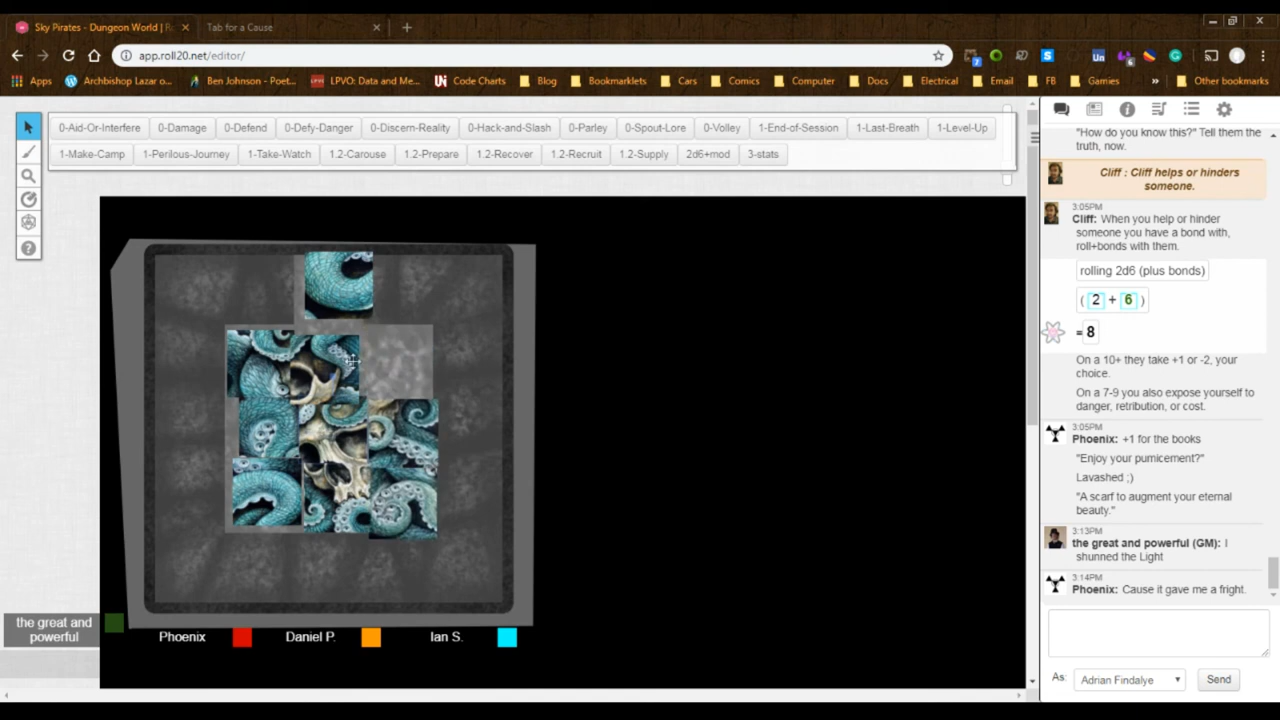 Sky Pirates - Dungeon World | R
Tab for a Cause
app.roll20.net/editor/
Apps
Archbishop Lazar o...
Ben Johnson - Poet...
LPVO: Data and Me...
Code Charts
Blog
Bookmarklets
Cars
Comics
Computer
Docs
Electrical
Email
FB
Gamies
»
Other bookmarks
0-Aid-Or-Interfere
0-Damage
0-Defend
0-Defy-Danger
0-Discern-Reality
0-Hack-and-Slash
0-Parley
0-Spout-Lore
0-Volley
1-End-of-Session
1-Last-Breath
1-Level-Up
1-Make-Camp
1-Perilous-Journey
1-Take-Watch
1.2-Carouse
1.2-Prepare
1.2-Recover
1.2-Recruit
1.2-Supply
2d6+mod
3-stats
the great and
powerful
Phoenix
Daniel P.
Ian S.
"How do you know this?" Tell them the
truth, now.
Cliff : Cliff helps or hinders
someone.
3:05PM
Cliff: When you help or hinder
someone you have a bond with,
roll+bonds with them.
rolling 2d6 (plus bonds)
( 2 + 6 )
= 8
On a 10+ they take +1 or -2, your
choice.
On a 7-9 you also expose yourself to
danger, retribution, or cost.
3:05PM
Phoenix: +1 for the books
"Enjoy your pumicement?"
Lavashed ;)
"A scarf to augment your eternal
beauty."
3:13PM
the great and powerful (GM): I
shunned the Light
3:14PM
Phoenix: Cause it gave me a fright.
As:
Adrian Findalye
Send